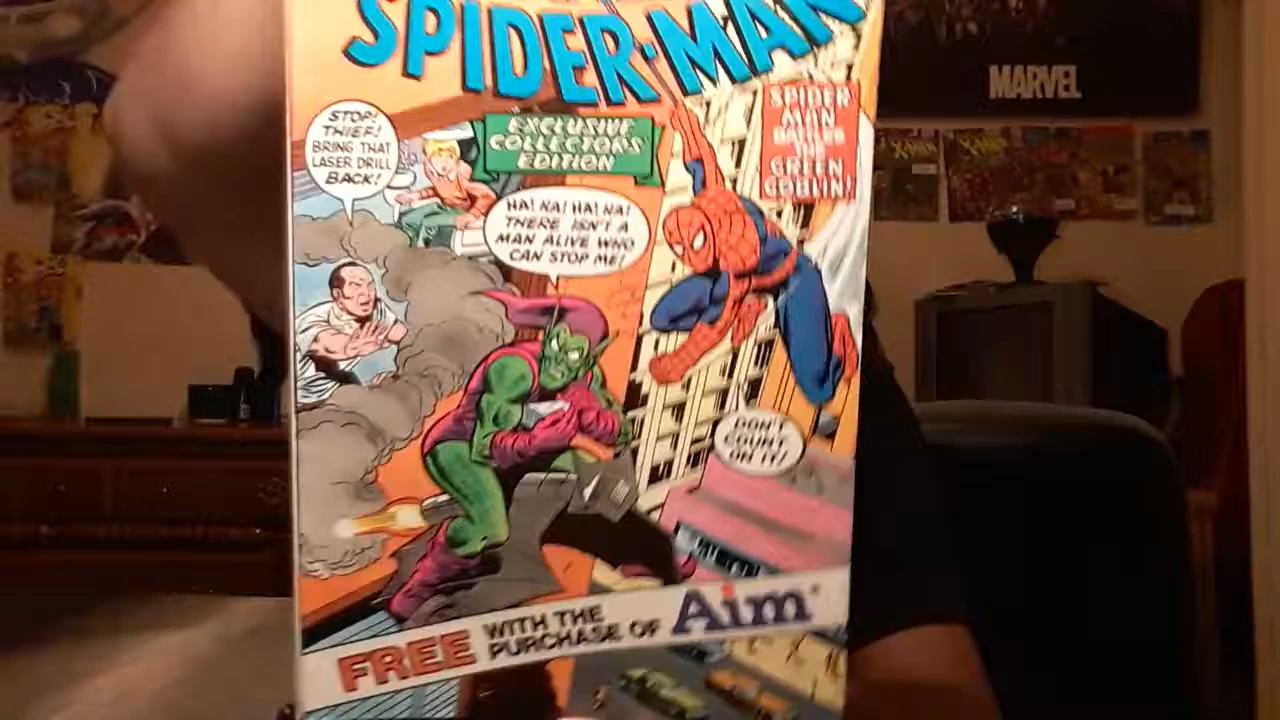 SPIDER-MAN
MARVEL
STOP!
THIEF!
BRING THAT
LASER DRILL
BACK!
EXCLUSIVE
COLLECTOR'S
EDITION
SPIDER
MAN
BATTLES
THE
GREEN
GOBLIN!
X-MEN
HA! HA! HA! HA!
THERE ISN'T A
MAN ALIVE WHO
CAN STOP ME!
DON'T
COUNT
ON IT!
FREE WITH THE
PURCHASE OF Aim